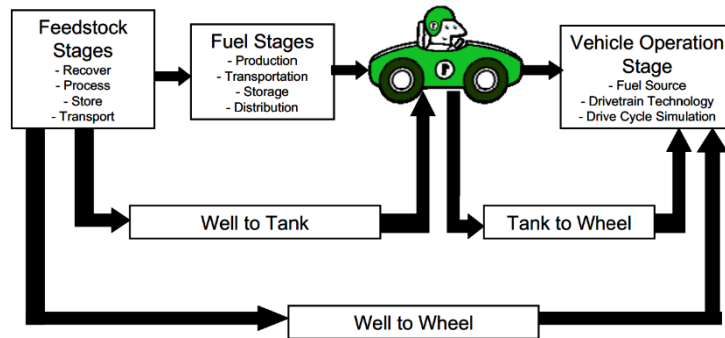 Feedstock
Stages
- Recover
- Process
- Store
- Transport
Fuel Stages
- Production
- Transportation
- Storage
- Distribution
Vehicle Operation
Stage
- Fuel Source
- Drivetrain Technology
- Drive Cycle Simulation
Well to Tank
Tank to Wheel
Well to Wheel